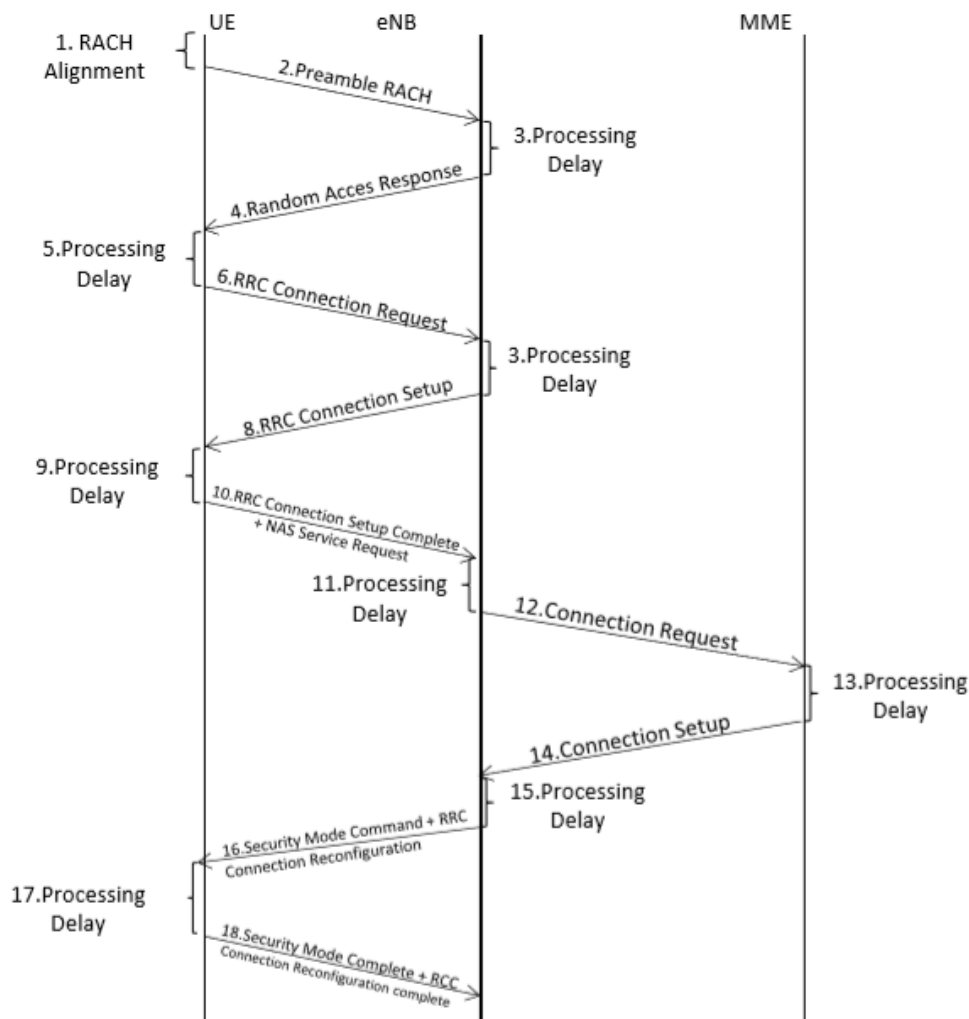 UE eNB MME
1. RACH
Alignment
2.Preamble RACH
3.Processing
Delay
4.Random Acces Response
5.Processing
Delay
6.RRC Connection Request
3.Processing
Delay
8.RRC Connection Setup
9.Processing
Delay
10.RRC Connection Setup Complete
+ NAS Service Request
11.Processing
Delay
12.Connection Request
13.Processing
Delay
14.Connection Setup
15.Processing
Delay
16.Security Mode Command + RRC
Connection Reconfiguration
17.Processing
Delay
18.Security Mode Complete + RCC
Connection Reconfiguration complete